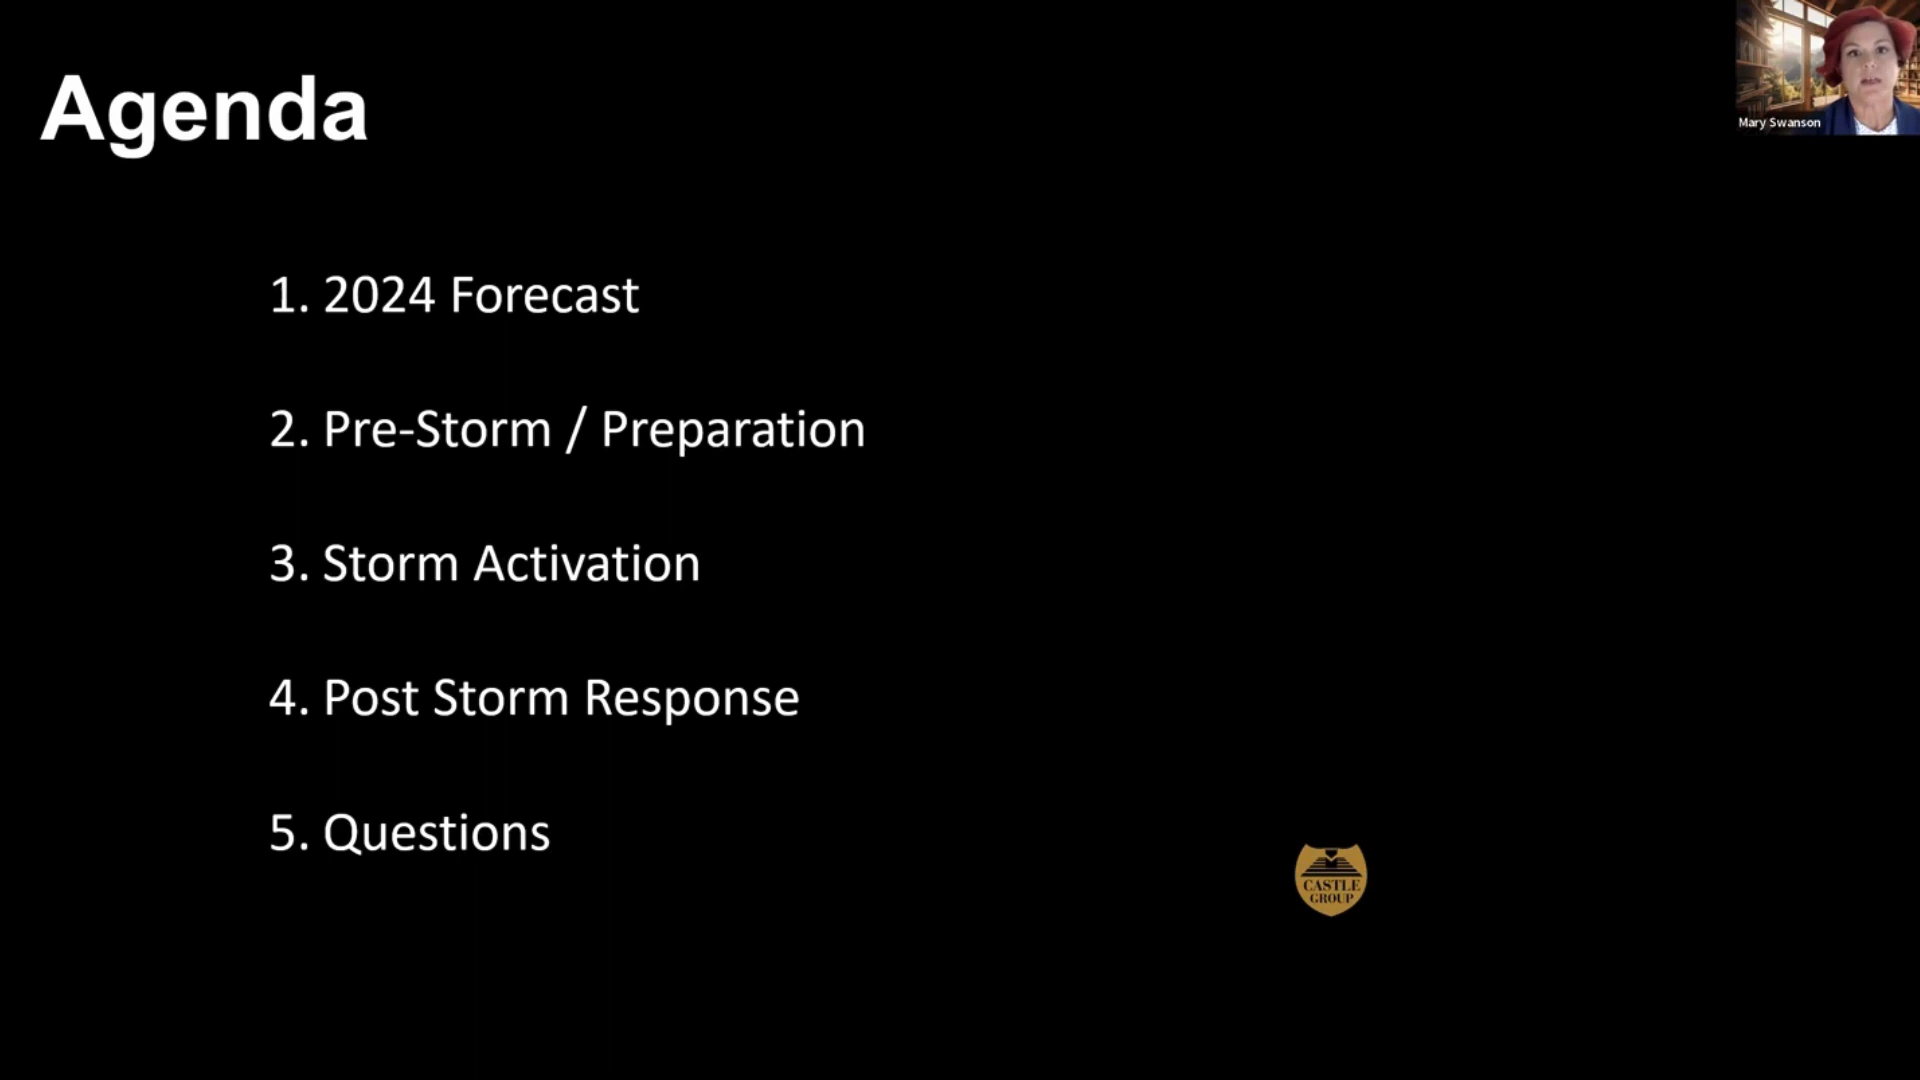 Agenda
Mary Swanson
1. 2024 Forecast
2. Pre-Storm / Preparation
3. Storm Activation
4. Post Storm Response
5. Questions
CASTLE
GROUP